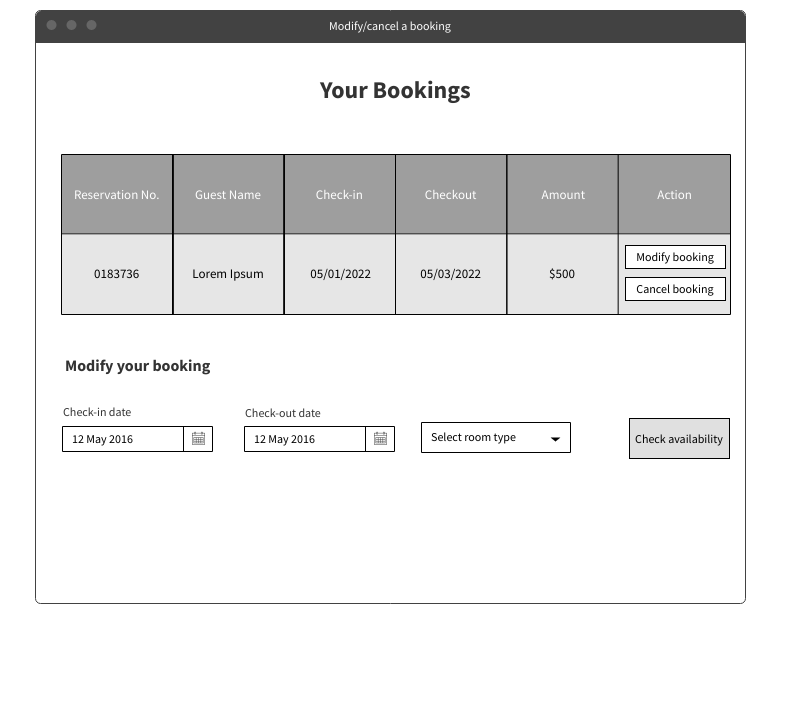 Modify/cancel a booking
Your Bookings
Reservation No. Guest Name Check-in Checkout Amount Action
0183736 Lorem Ipsum 05/01/2022 05/03/2022 $500 Modify booking
Cancel booking
Modify your booking
Check-in date Check-out date
12 May 2016 12 May 2016 Select room type Check availability